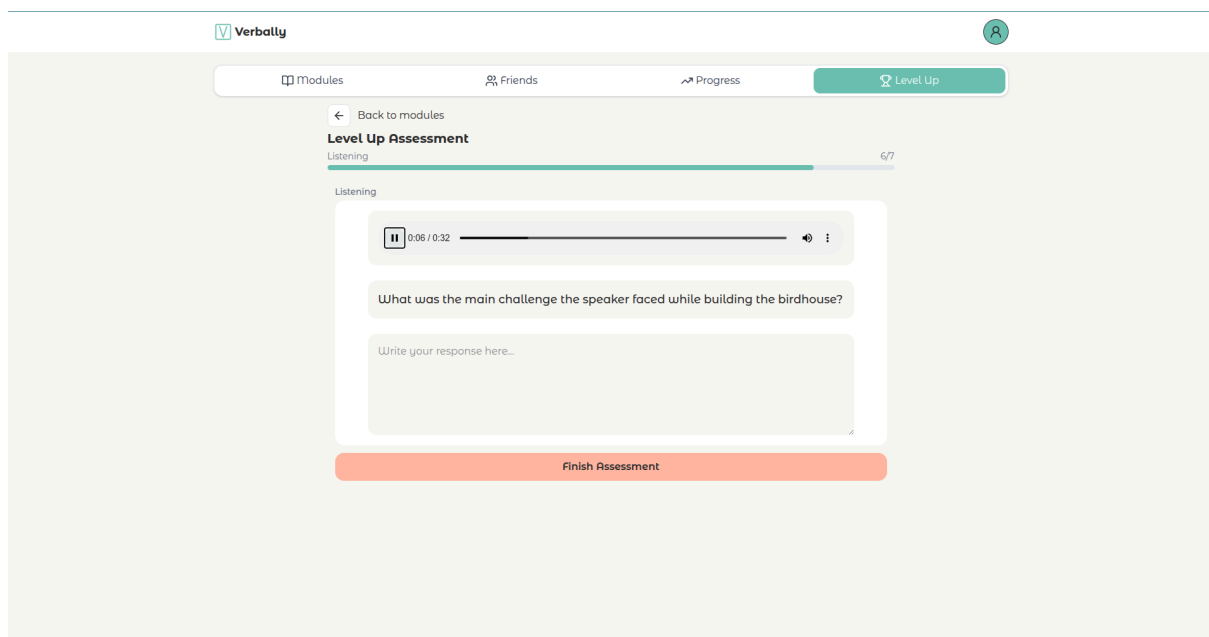 Verbally
Modules
Friends
Progress
Level Up
Back to modules
Level Up Assessment
Listening
6/7
Listening
0:06 / 0:32
What was the main challenge the speaker faced while building the birdhouse?
Write your response here...
Finish Assessment